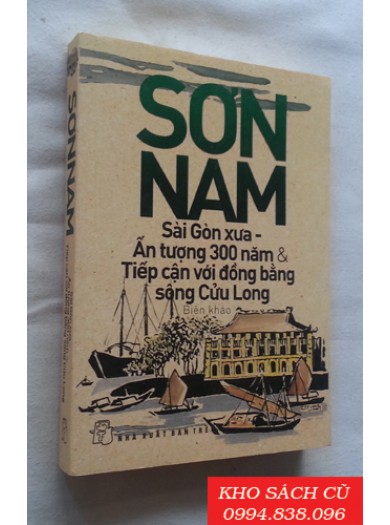 SƠN
NAM
Sài Gòn xưa -
Ấn tượng 300 năm &
Tiếp cận với đồng bằng
sông Cửu Long
Biên khảo
NHÀ XUẤT BẢN TRẺ
SƠN NAM
KHO SÁCH CŨ
0994.838.096